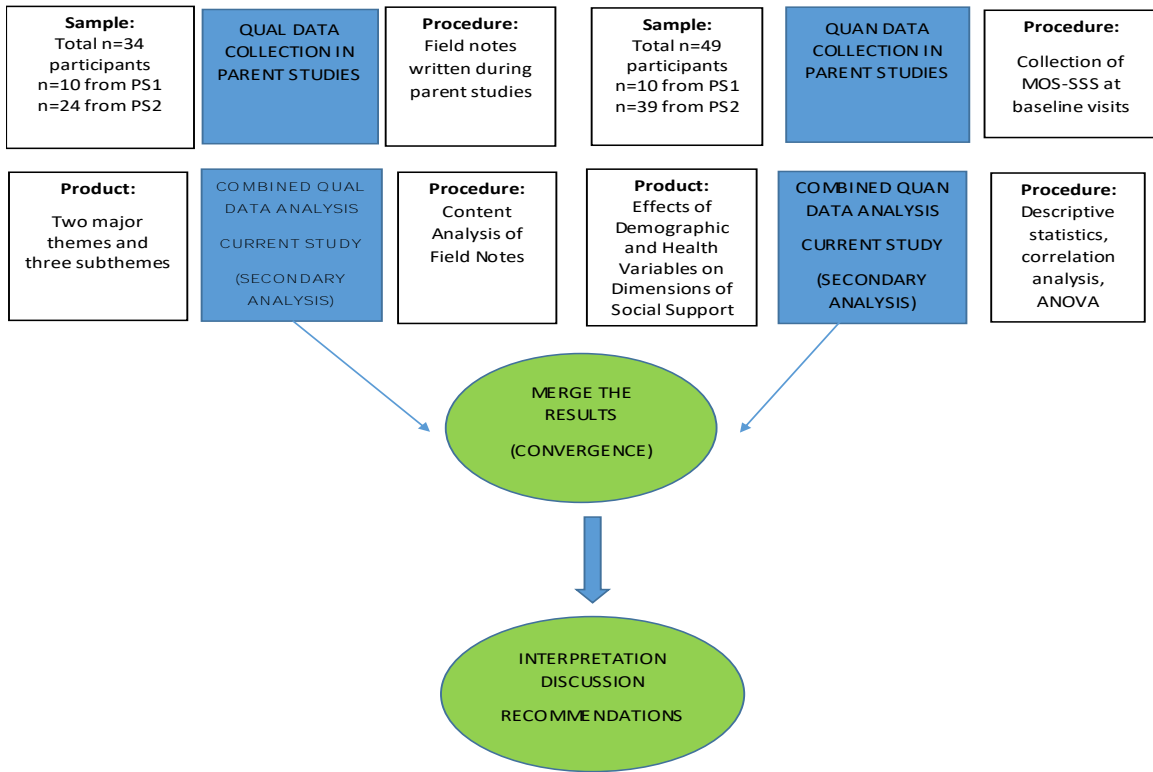 Sample:
Total n=34
participants
n=10 from PS1
n=24 from PS2
QUAL DATA
COLLECTION IN
PARENT STUDIES
Procedure:
Field notes
written during
parent studies
Sample:
Total n=49
participants
n=10 from PS1
n=39 from PS2
QUAN DATA
COLLECTION IN
PARENT STUDIES
Procedure:
Collection of
MOS-SSS at
baseline visits
Product:
Two major
themes and
three subthemes
COMBINED QUAL
DATA ANALYSIS
CURRENT STUDY
(SECONDARY
ANALYSIS)
Procedure:
Content
Analysis of
Field Notes
Product:
Effects of
Demographic
and Health
Variables on
Dimensions of
Social Support
COMBINED QUAN
DATA ANALYSIS
CURRENT STUDY
(SECONDARY
ANALYSIS)
Procedure:
Descriptive
statistics,
correlation
analysis,
ANOVA
MERGE THE
RESULTS
(CONVERGENCE)
INTERPRETATION
DISCUSSION
RECOMMENDATIONS